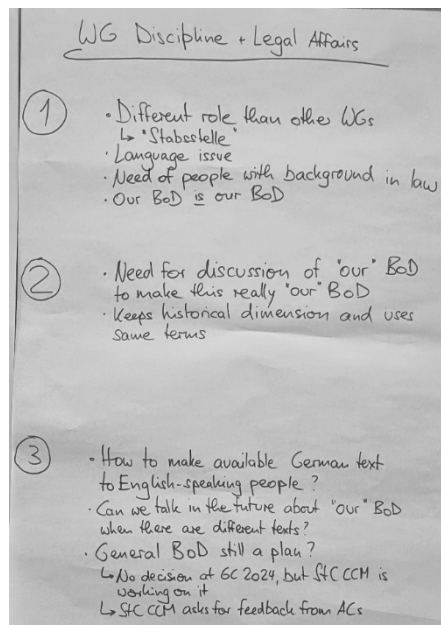 WG Discipline + Legal Affairs
1
• Different role than other WGs
↳ "Stabsstelle"
• Language issue
• Need of people with background in law
• Our BoD is our BoD
2
• Need for discussion of "our" BoD
to make this really "our" BoD
• Keeps historical dimension and uses
same terms
3
• How to make available German text
to English-speaking people?
• Can we talk in the future about "our" BoD
when there are different texts?
• General BoD still a plan?
↳ No decision at GC 2024, but StC CCM is
working on it
↳ StC CCM asks for feedback from ACs